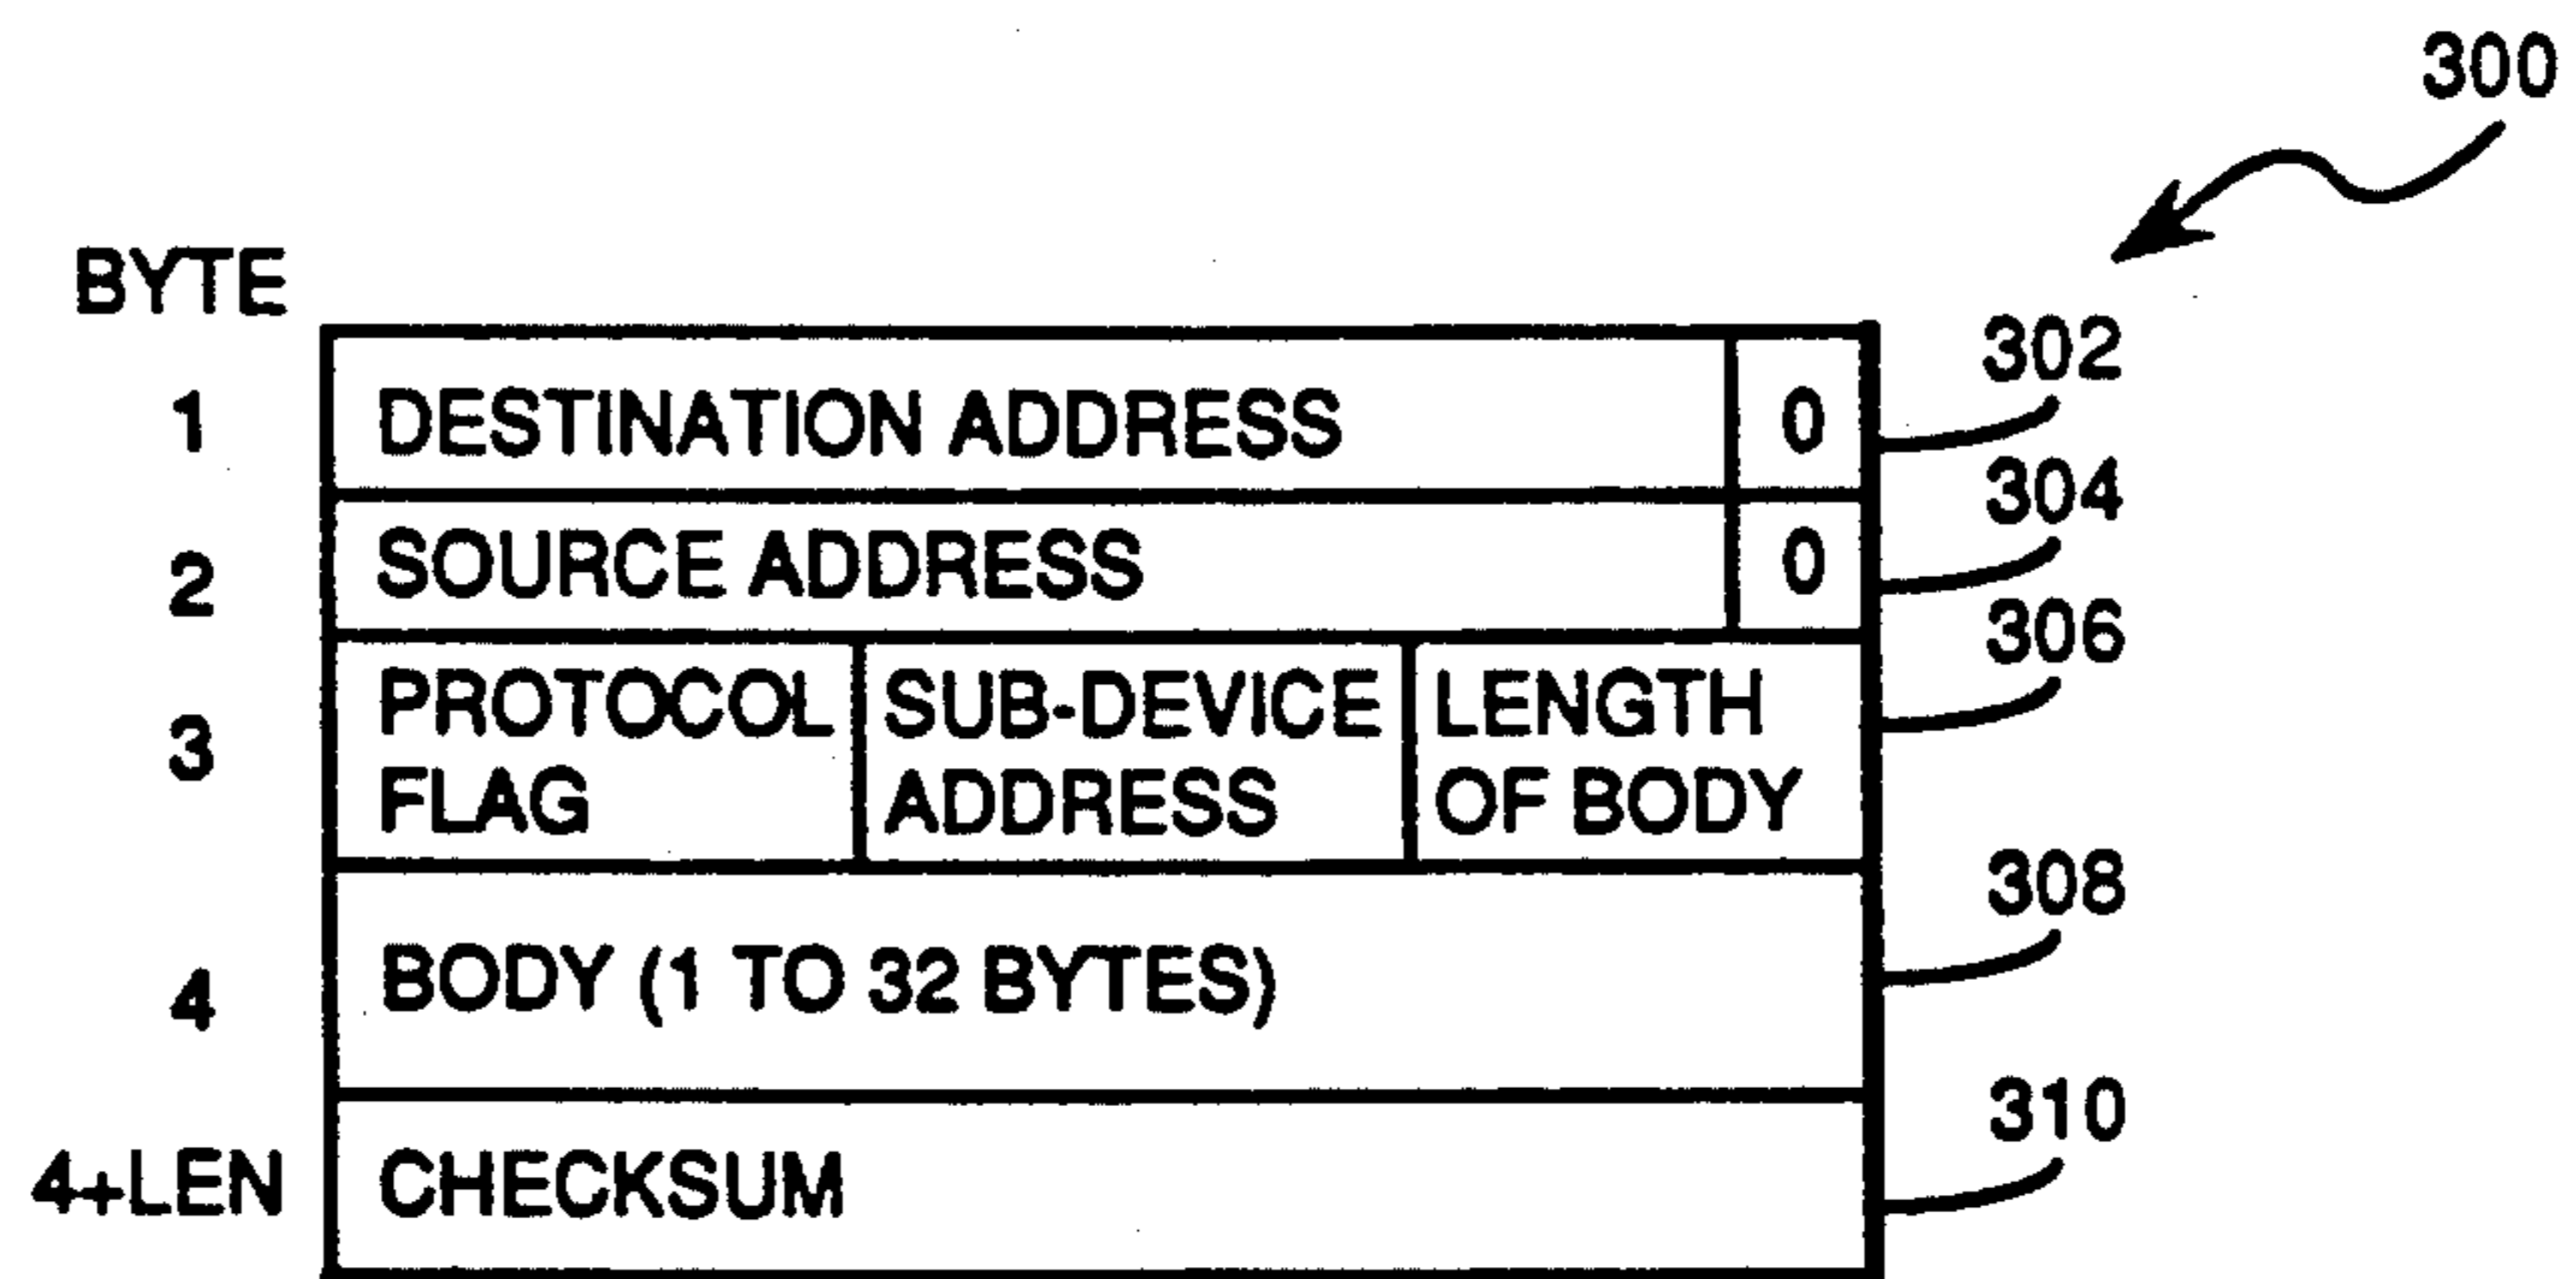 300
BYTE
1 DESTINATION ADDRESS 0 302
2 SOURCE ADDRESS 0 304
3 PROTOCOL FLAG SUB-DEVICE ADDRESS LENGTH OF BODY 306
4 BODY (1 TO 32 BYTES) 308
4+LEN CHECKSUM 310